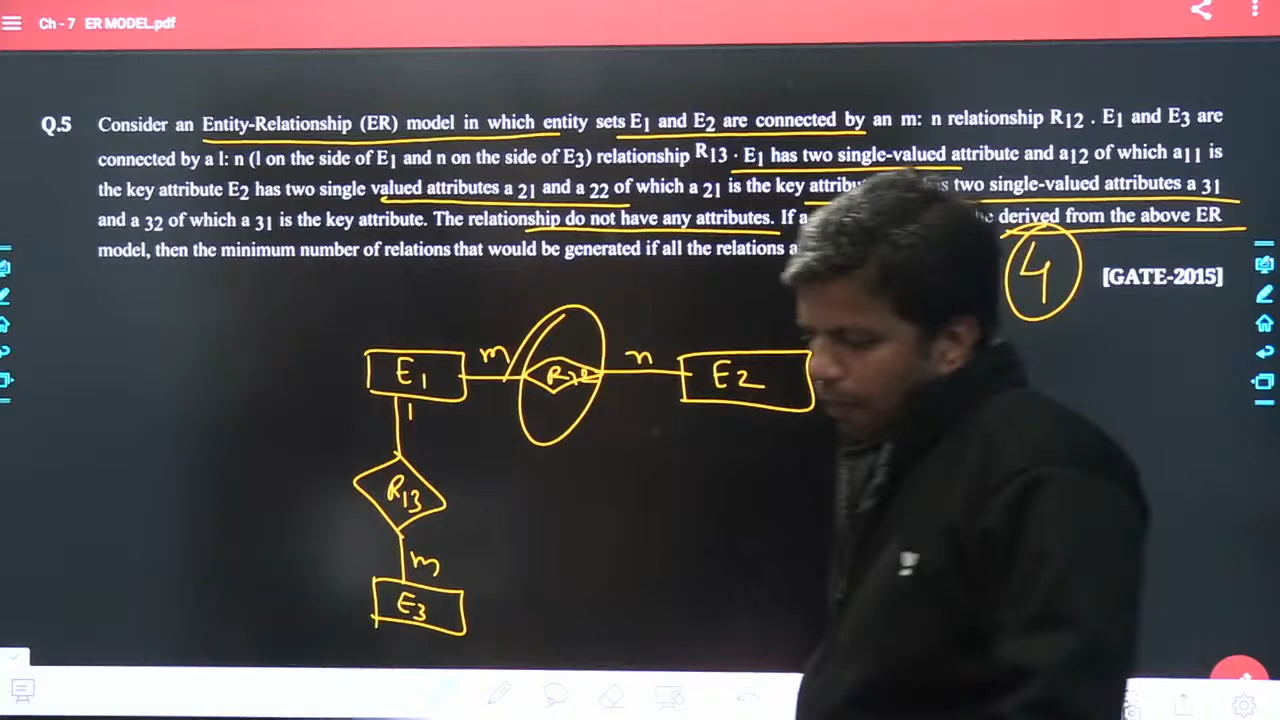 Ch - 7 ER MODEL.pdf
Q.5 Consider an Entity-Relationship (ER) model in which entity sets E1 and E2 are connected by an m: n relationship R12 . E1 and E3 are
connected by a l: n (l on the side of E1 and n on the side of E3) relationship R13 . E1 has two single-valued attribute and a12 of which a11 is
the key attribute E2 has two single valued attributes a 21 and a 22 of which a 21 is the key two single-valued attributes a 31
and a 32 of which a 31 is the key attribute. The relationship do not have any attributes. If a derived from the above ER
model, then the minimum number of relations that would be generated if all the relations
4
[GATE-2015]
E1 m R12 n E2
1
R13
m
E3